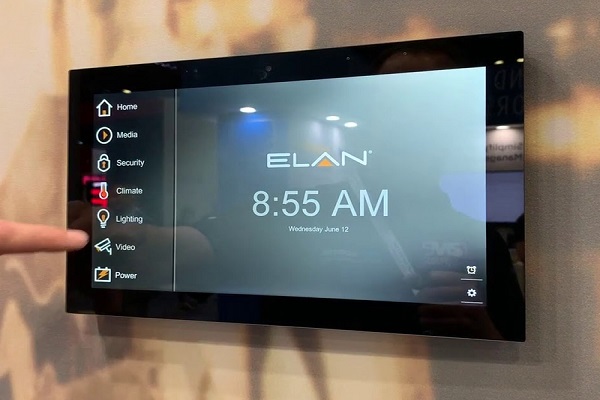 Home
Media
Security
Climate
Lighting
Video
Power
ELAN®
8:55 AM
Wednesday June 12